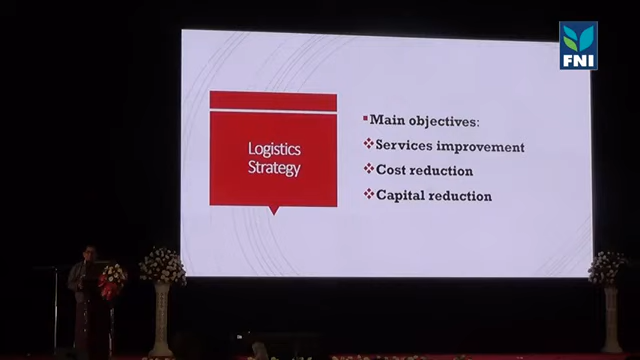 FNI
Logistics
Strategy
▪Main objectives:
❖Services improvement
❖Cost reduction
❖Capital reduction